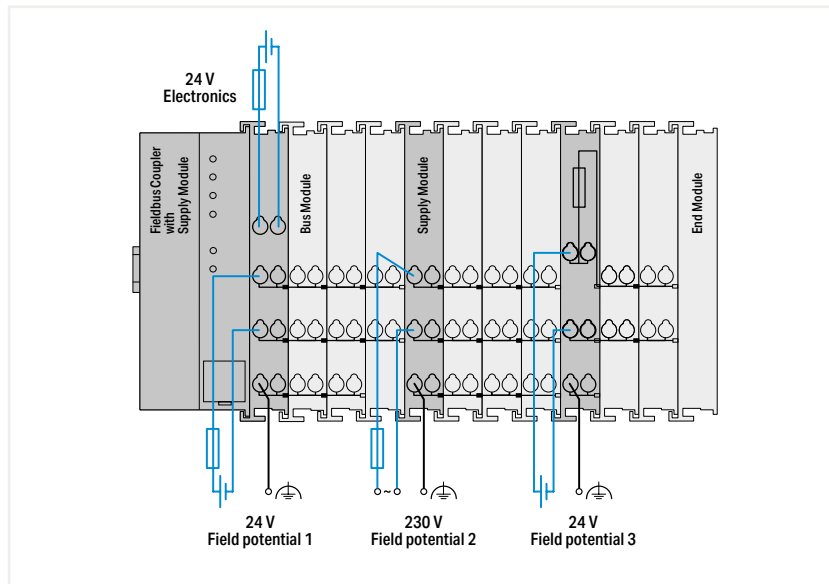 24 V
Electronics
Fieldbus Coupler
with
Supply Module
Bus Module
Supply Module
End Module
~
24 V
Field potential 1
230 V
Field potential 2
24 V
Field potential 3